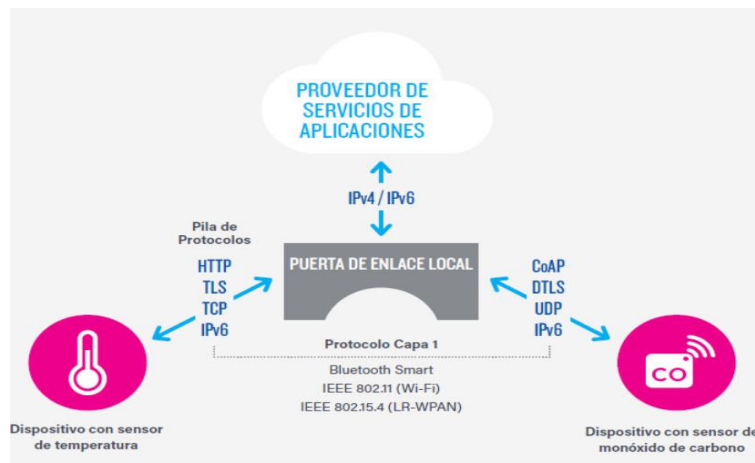 PROVEEDOR DE
SERVICIOS DE
APLICACIONES
IPv4 / IPv6
Pila de
Protocolos
HTTP
TLS
TCP
IPv6
PUERTA DE ENLACE LOCAL
CoAP
DTLS
UDP
IPv6
Protocolo Capa 1
Bluetooth Smart
IEEE 802.11 (Wi-Fi)
IEEE 802.15.4 (LR-WPAN)
Dispositivo con sensor
de temperatura
CO
Dispositivo con sensor de
monóxido de carbono